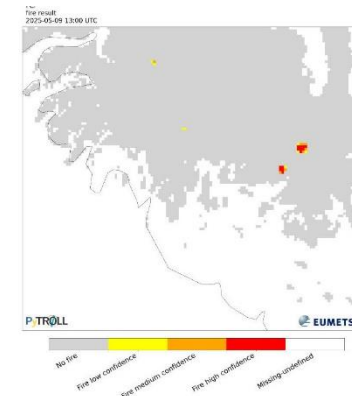 fire result
2025-05-09 13:00 UTC
PyTROLL
EUMETS
No fire
Fire low confidence
Fire medium confidence
Fire high confidence
Missing-undefined